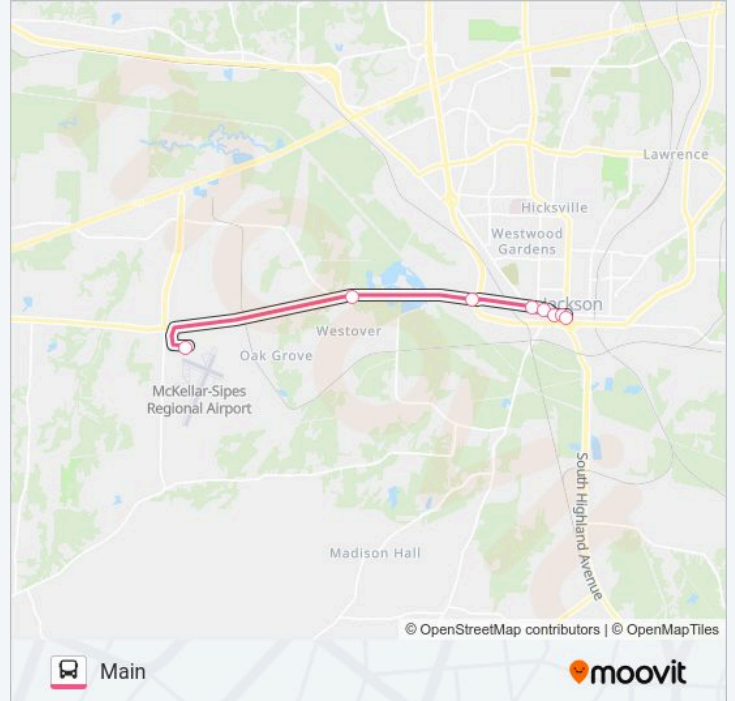 Lawrence
Hicksville
Westwood
Gardens
Jackson
Westover
Oak Grove
McKellar-Sipes
Regional Airport
South Highland Avenue
Madison Hall
© OpenStreetMap contributors | © OpenMapTiles
Main
moovit